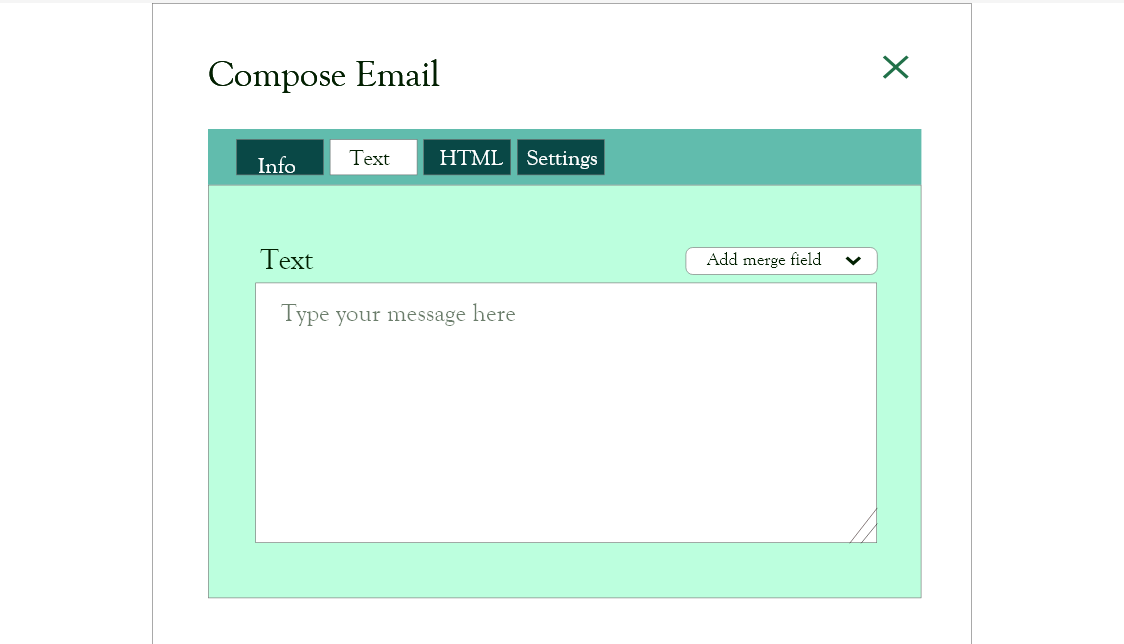 Compose Email
Info Text HTML Settings
Text
Add merge field
Type your message here